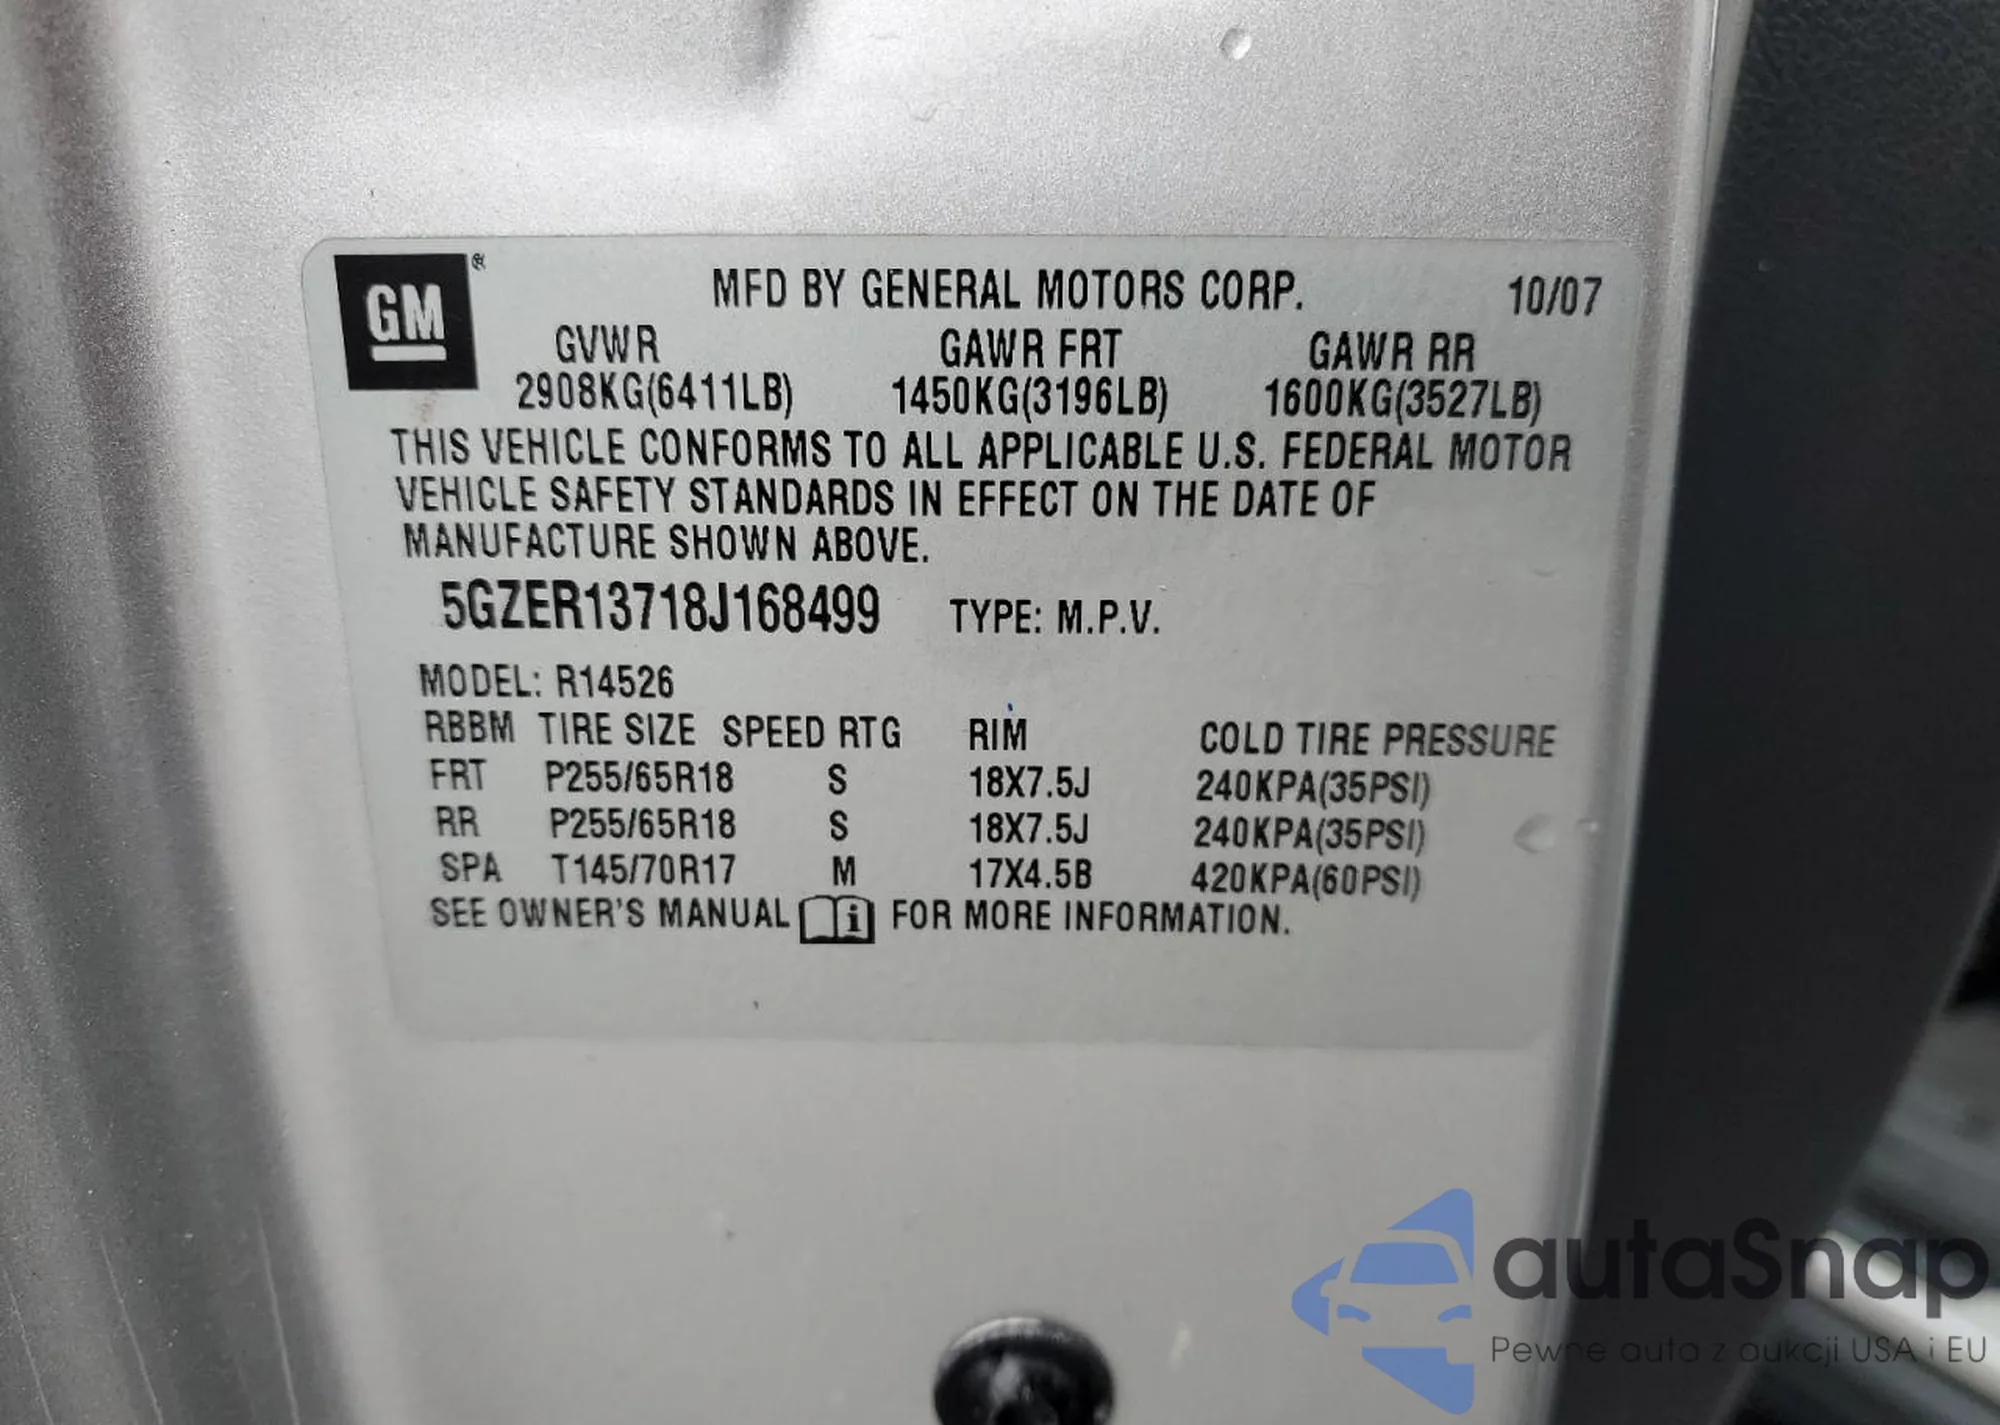 GM ®
MFD BY GENERAL MOTORS CORP. 10/07
GVWR GAWR FRT GAWR RR
2908KG(6411LB) 1450KG(3196LB) 1600KG(3527LB)
THIS VEHICLE CONFORMS TO ALL APPLICABLE U.S. FEDERAL MOTOR
VEHICLE SAFETY STANDARDS IN EFFECT ON THE DATE OF
MANUFACTURE SHOWN ABOVE.
5GZER13718J168499 TYPE: M.P.V.
MODEL: R14526
RBBM TIRE SIZE SPEED RTG RIM COLD TIRE PRESSURE
FRT P255/65R18 S 18X7.5J 240KPA(35PSI)
RR P255/65R18 S 18X7.5J 240KPA(35PSI)
SPA T145/70R17 M 17X4.5B 420KPA(60PSI)
SEE OWNER'S MANUAL i FOR MORE INFORMATION.
autaSnap
Pewne auta z aukcji USA i EU